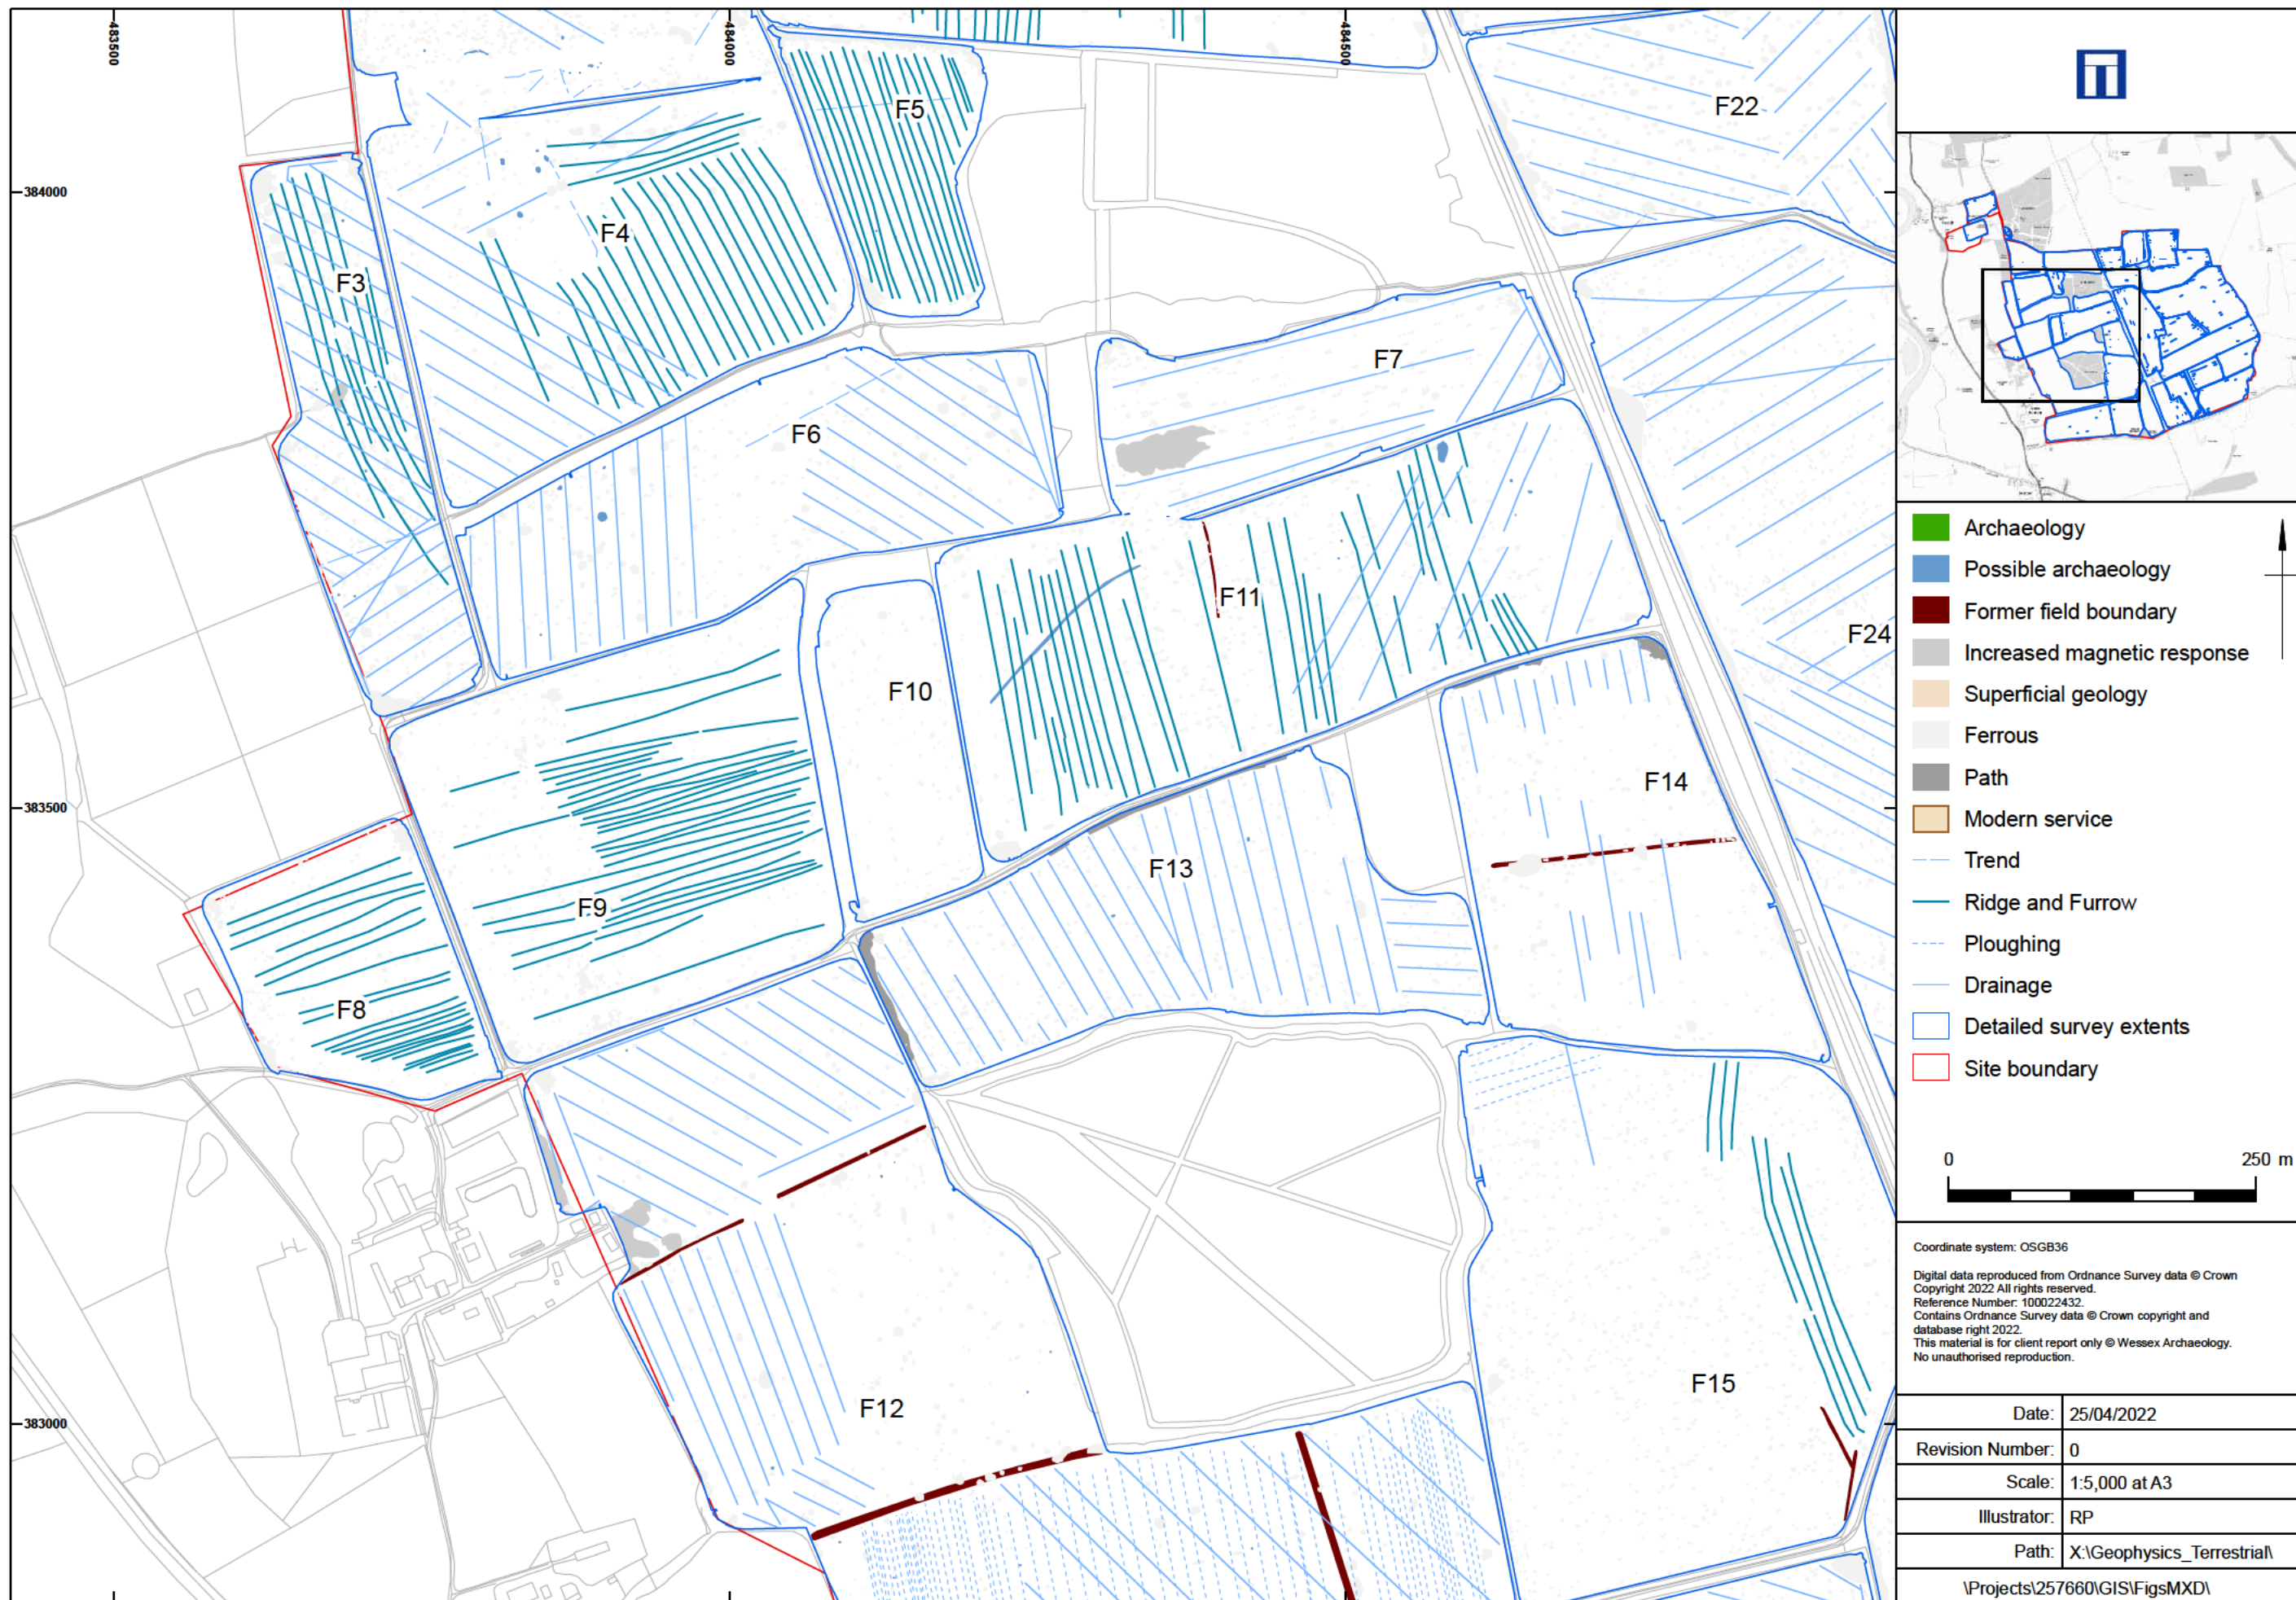 483500
484000
484500
384000
383500
383000
F5
F22
F4
F3
F7
F6
F11
F24
F10
F14
F13
F9
F8
F15
F12
Archaeology
Possible archaeology
Former field boundary
Increased magnetic response
Superficial geology
Ferrous
Path
Modern service
Trend
Ridge and Furrow
Ploughing
Drainage
Detailed survey extents
Site boundary
0 250 m
Coordinate system: OSGB36
Digital data reproduced from Ordnance Survey data © Crown
Copyright 2022 All rights reserved.
Reference Number: 100022432.
Contains Ordnance Survey data © Crown copyright and
database right 2022.
This material is for client report only © Wessex Archaeology.
No unauthorised reproduction.
Date: 25/04/2022
Revision Number: 0
Scale: 1:5,000 at A3
Illustrator: RP
Path: X:\Geophysics_Terrestrial\
\Projects\257660\GIS\FigsMXD\